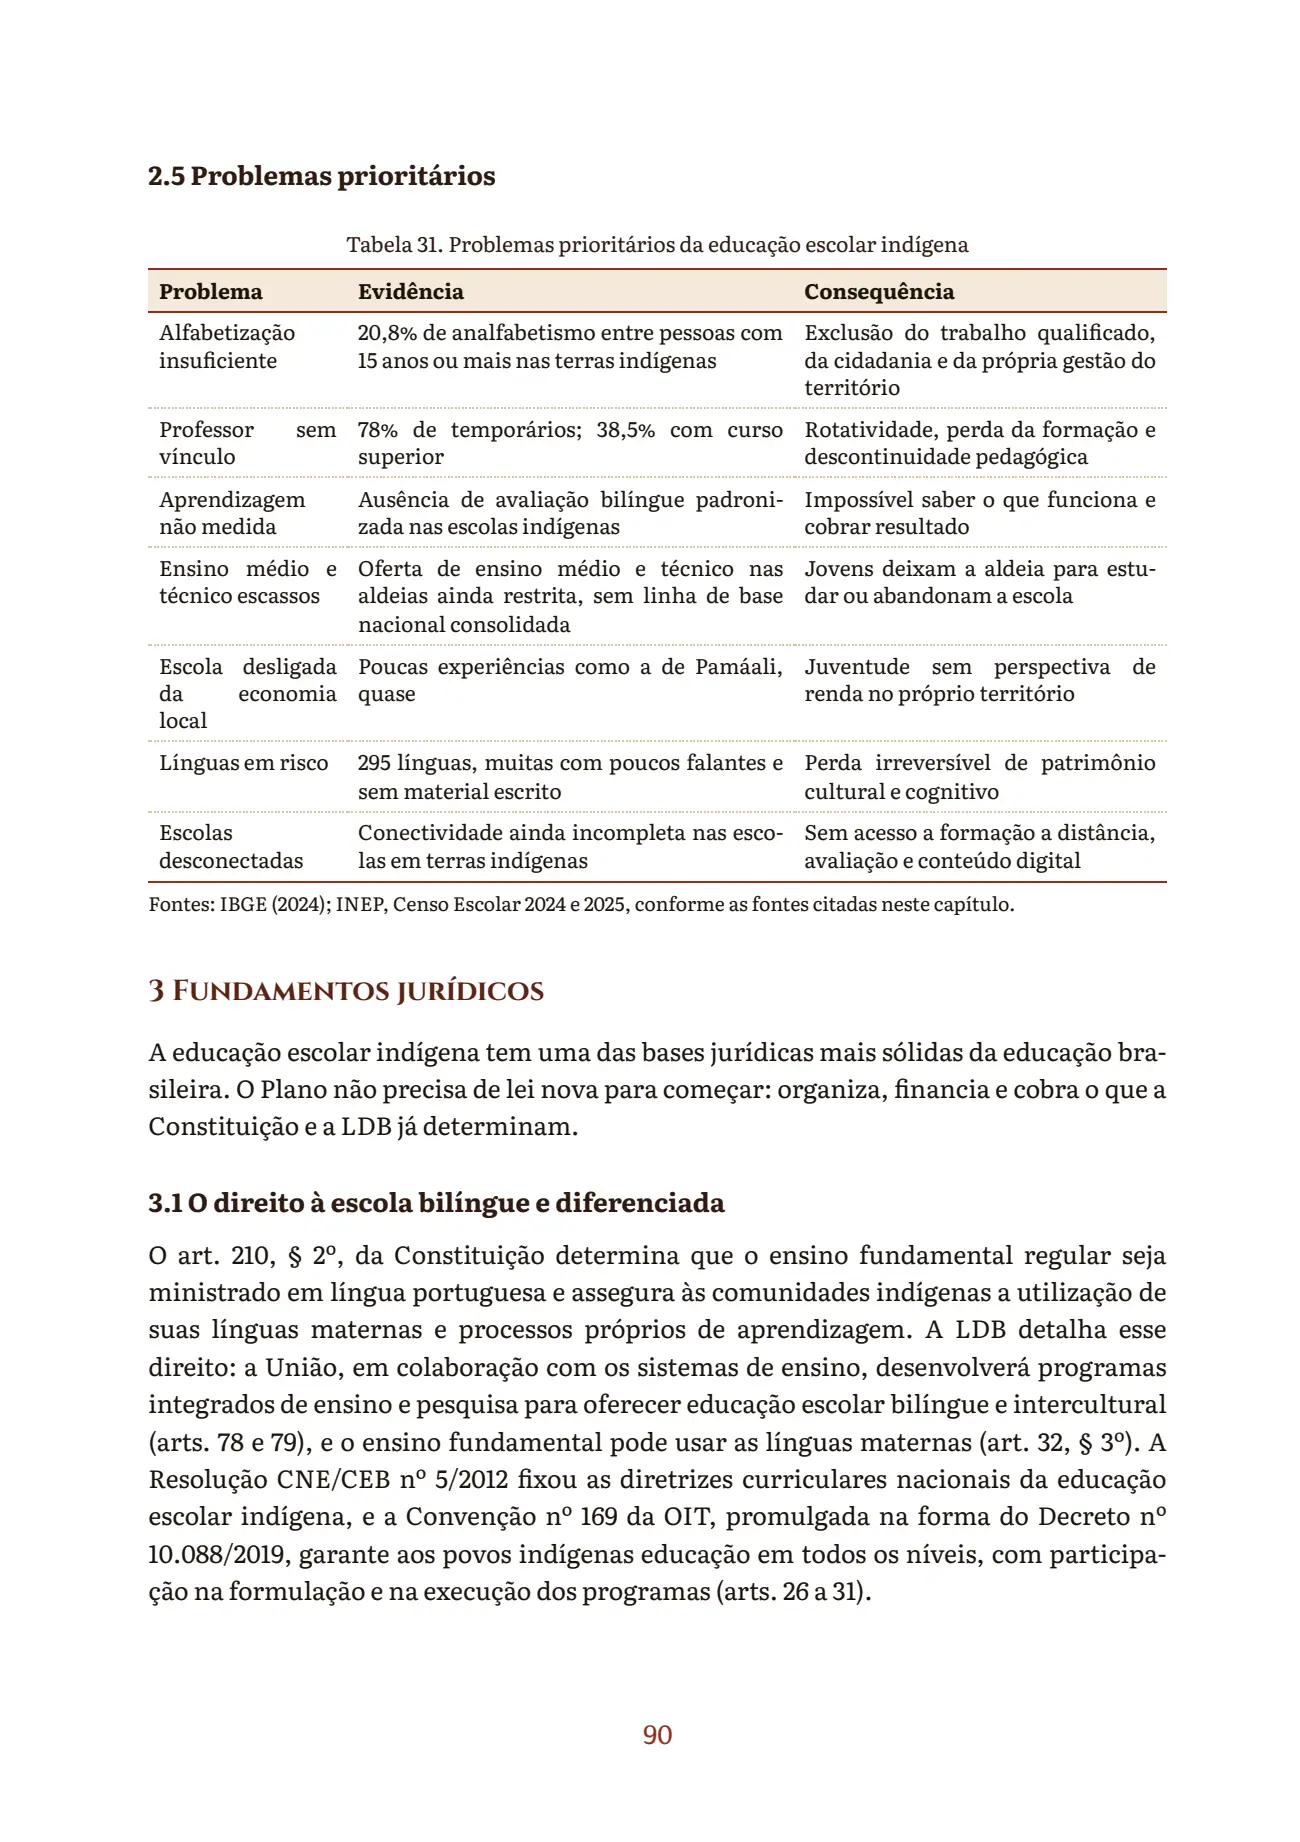 2.5 Problemas prioritários
Tabela 31. Problemas prioritários da educação escolar indígena
Problema Evidência Consequência
Alfabetização 20,8% de analfabetismo entre pessoas com Exclusão do trabalho qualificado,
insuficiente 15 anos ou mais nas terras indígenas da cidadania e da própria gestão do
território
Professor sem 78% de temporários; 38,5% com curso Rotatividade, perda da formação e
vínculo superior descontinuidade pedagógica
Aprendizagem Ausência de avaliação bilíngue padroni- Impossível saber o que funciona e
não medida zada nas escolas indígenas cobrar resultado
Ensino médio e Oferta de ensino médio e técnico nas Jovens deixam a aldeia para estu-
técnico escassos aldeias ainda restrita, sem linha de base dar ou abandonam a escola
nacional consolidada
Escola desligada Poucas experiências como a de Pamáali, Juventude sem perspectiva de
da economia quase renda no próprio território
local
Línguas em risco 295 línguas, muitas com poucos falantes e Perda irreversível de patrimônio
sem material escrito cultural e cognitivo
Escolas Conectividade ainda incompleta nas esco- Sem acesso a formação a distância,
desconectadas las em terras indígenas avaliação e conteúdo digital
Fontes: IBGE (2024); INEP, Censo Escolar 2024 e 2025, conforme as fontes citadas neste capítulo.
3 Fundamentos jurídicos
A educação escolar indígena tem uma das bases jurídicas mais sólidas da educação bra-
sileira. O Plano não precisa de lei nova para começar: organiza, financia e cobra o que a
Constituição e a LDB já determinam.
3.1 O direito à escola bilíngue e diferenciada
O art. 210, § 2º, da Constituição determina que o ensino fundamental regular seja
ministrado em língua portuguesa e assegura às comunidades indígenas a utilização de
suas línguas maternas e processos próprios de aprendizagem. A LDB detalha esse
direito: a União, em colaboração com os sistemas de ensino, desenvolverá programas
integrados de ensino e pesquisa para oferecer educação escolar bilíngue e intercultural
(arts. 78 e 79), e o ensino fundamental pode usar as línguas maternas (art. 32, § 3º). A
Resolução CNE/CEB nº 5/2012 fixou as diretrizes curriculares nacionais da educação
escolar indígena, e a Convenção nº 169 da OIT, promulgada na forma do Decreto nº
10.088/2019, garante aos povos indígenas educação em todos os níveis, com participa-
ção na formulação e na execução dos programas (arts. 26 a 31).
90